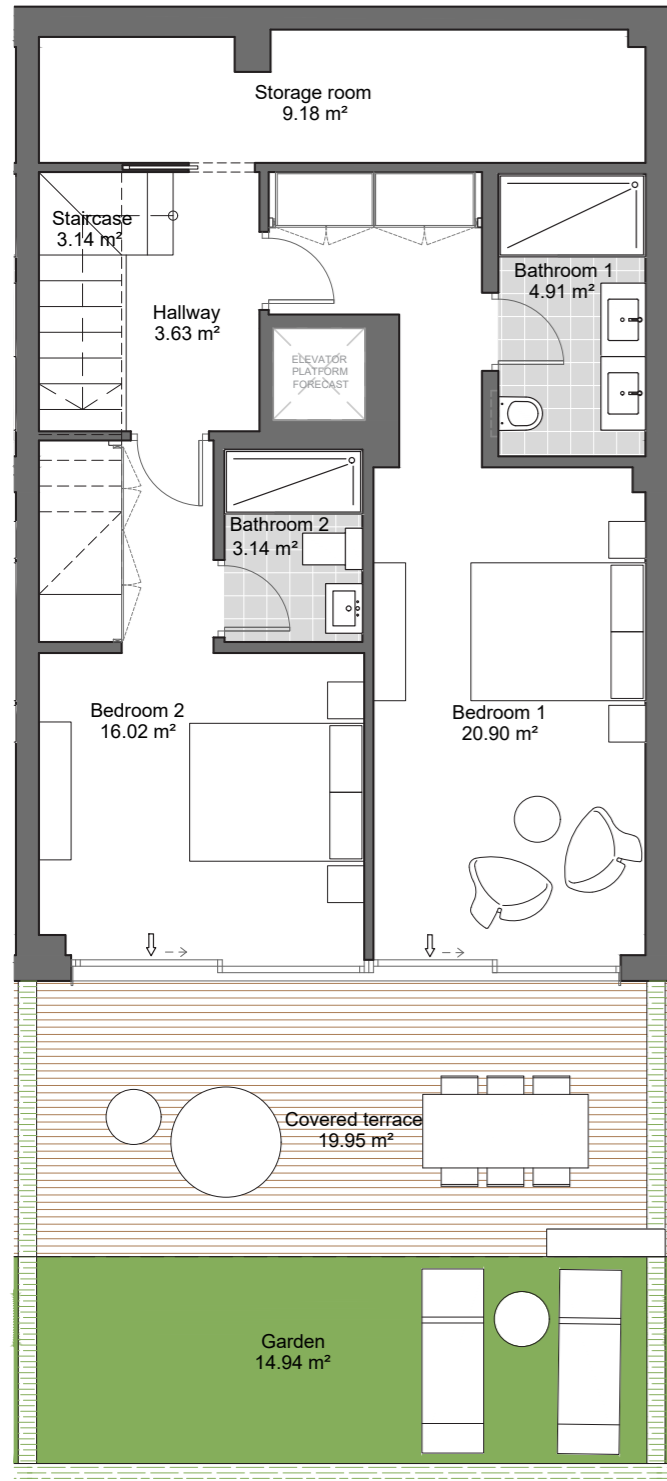 Storage room
9.18 m²
Staircase
3.14 m²
Bathroom 1
4.91 m²
Hallway
3.63 m²
ELEVATOR
PLATFORM
FORECAST
Bathroom 2
3.14 m²
Bedroom 2
16.02 m²
Bedroom 1
20.90 m²
Covered terrace
19.95 m²
Garden
14.94 m²